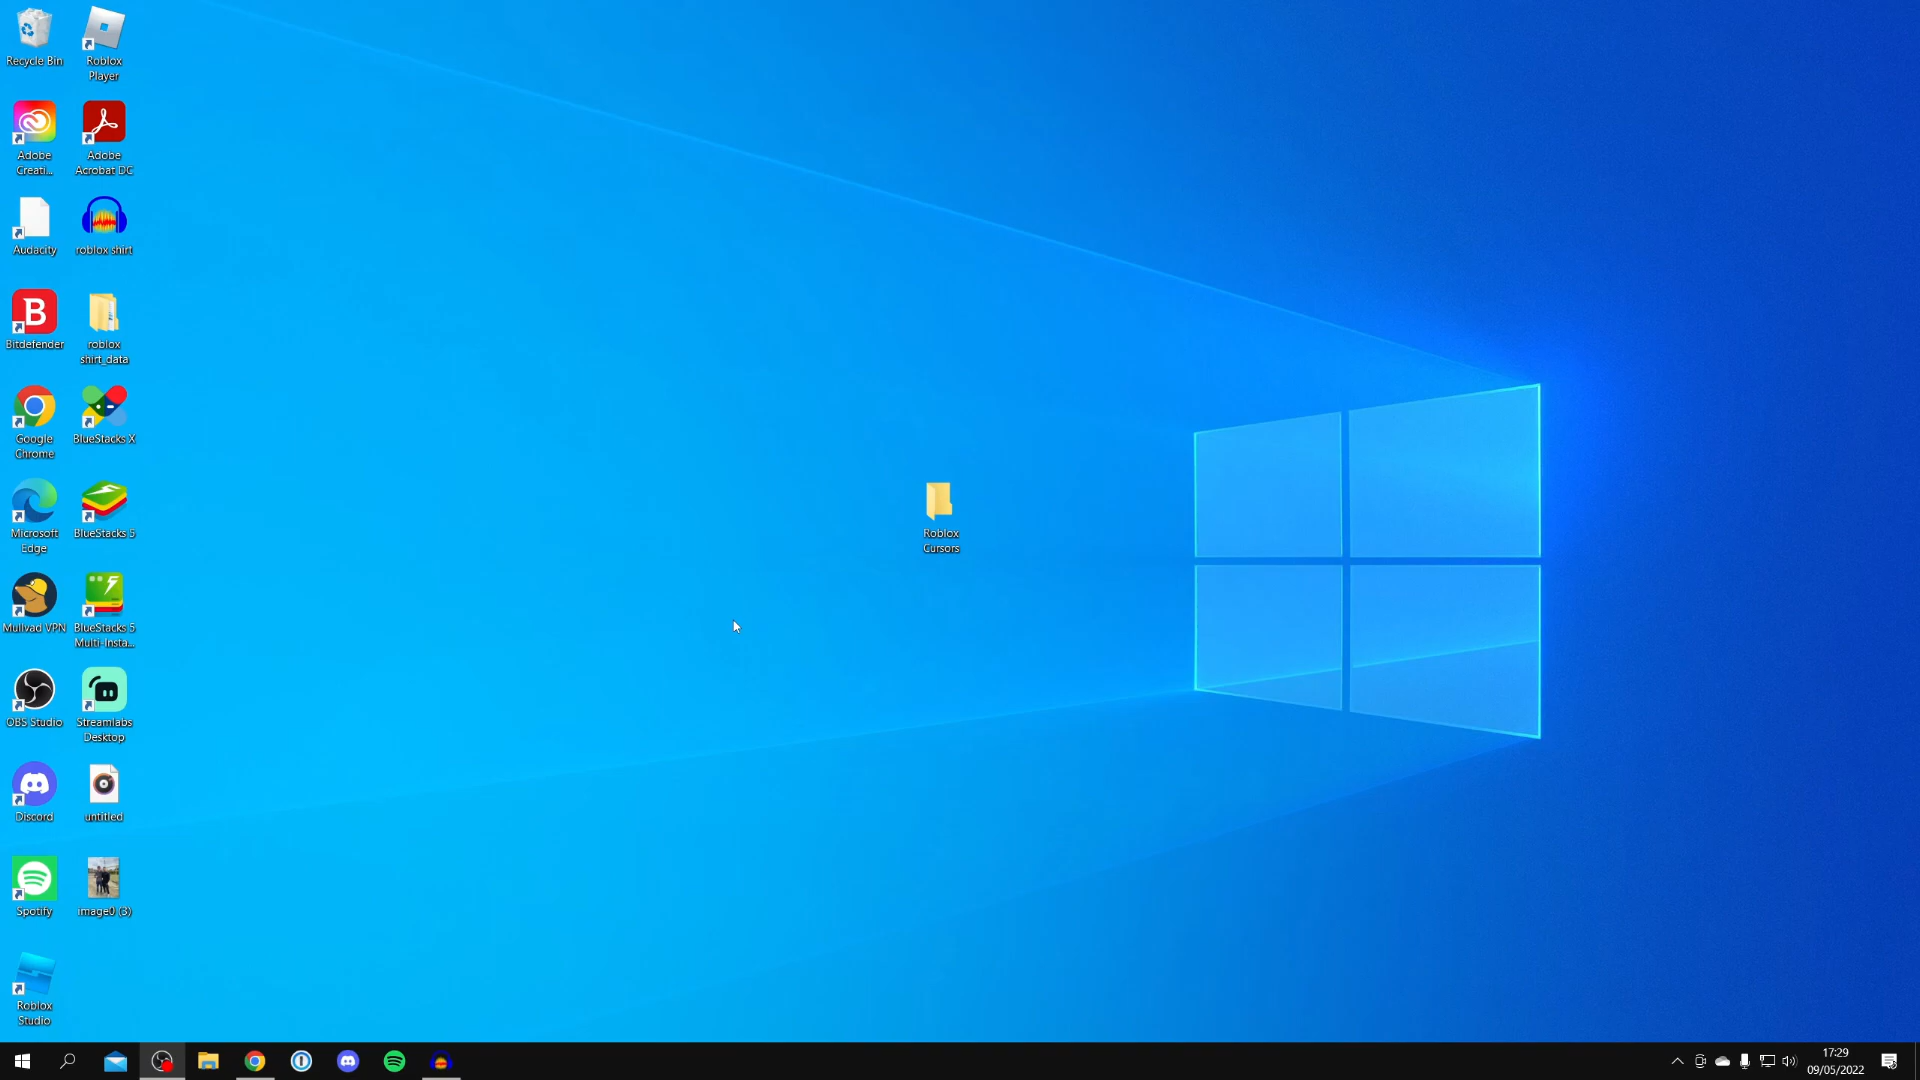 Recycle Bin
Roblox
Player
Adobe
Creati...
Adobe
Acrobat DC
Audacity
roblox shirt
Bitdefender
roblox
shirt_data
Google
Chrome
BlueStacks X
Microsoft
Edge
BlueStacks 5
Mullvad VPN
BlueStacks 5
Multi-Insta...
OBS Studio
Streamlabs
Desktop
Discord
untitled
Spotify
image0 (3)
Roblox
Studio
Roblox
Cursors
17:29
09/05/2022